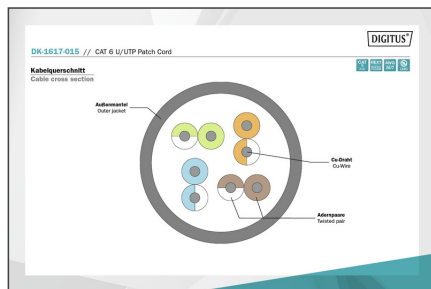 DIGITUS®
DK-1617-015 // CAT 6 U/UTP Patch Cord
Kabelquerschnitt
Cable cross section
Außenmantel
Outer jacket
Cu-Draht
Cu-Wire
Adernpaare
Twisted pair